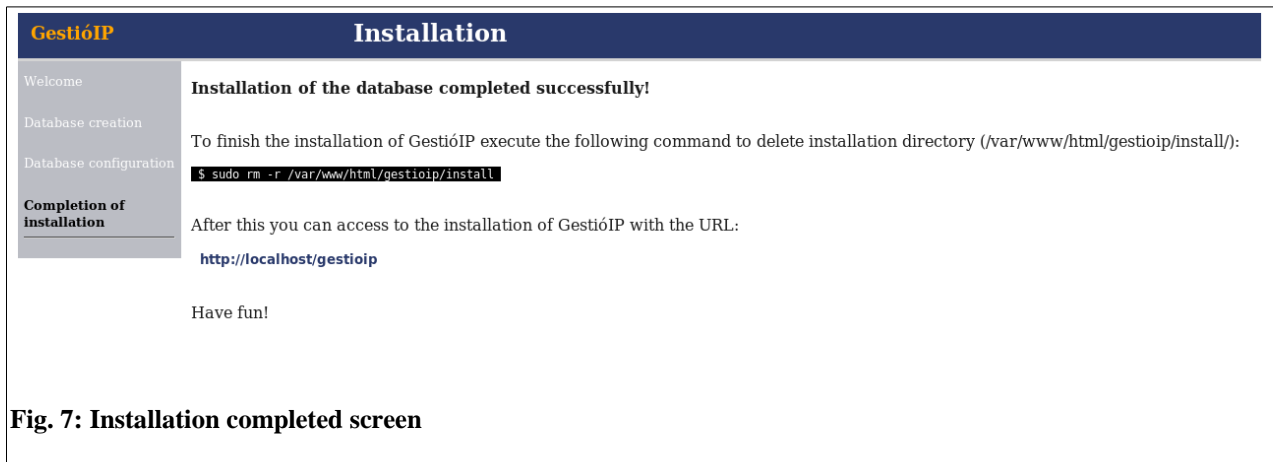 GestióIP
Installation
Welcome
Database creation
Database configuration
Completion of
installation
Installation of the database completed successfully!
To finish the installation of GestióIP execute the following command to delete installation directory (/var/www/html/gestioip/install/):
$ sudo rm -r /var/www/html/gestioip/install
After this you can access to the installation of GestióIP with the URL:
http://localhost/gestioip
Have fun!
Fig. 7: Installation completed screen